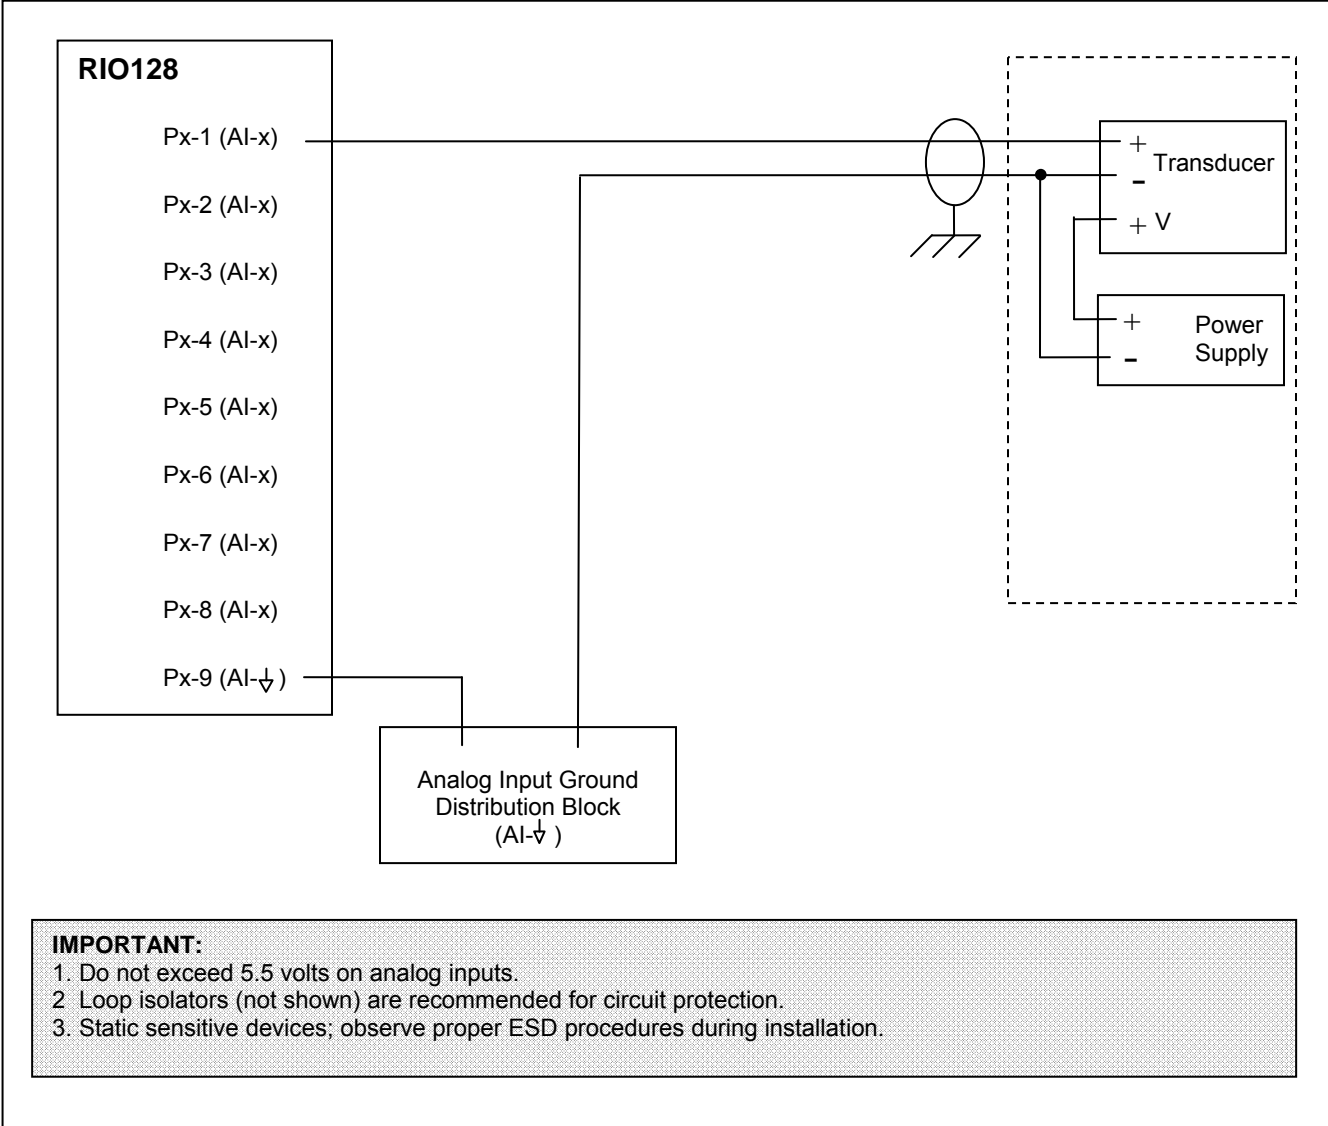 RIO128
Px-1 (AI-x)
Px-2 (AI-x)
Px-3 (AI-x)
Px-4 (AI-x)
Px-5 (AI-x)
Px-6 (AI-x)
Px-7 (AI-x)
Px-8 (AI-x)
Px-9 (AI-⏚)
+
Transducer
-
+ V
+
Power
Supply
-
Analog Input Ground
Distribution Block
(AI-⏚ )
IMPORTANT:
1. Do not exceed 5.5 volts on analog inputs.
2  Loop isolators (not shown) are recommended for circuit protection.
3. Static sensitive devices; observe proper ESD procedures during installation.